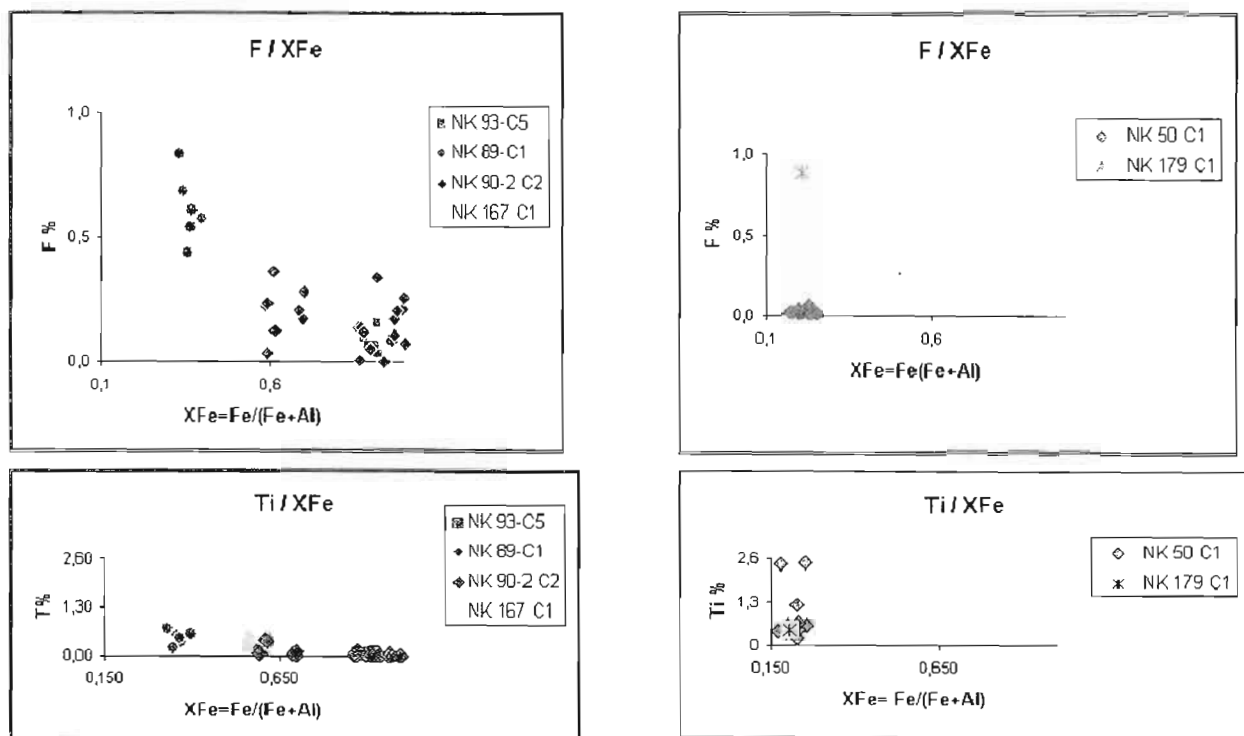 F / XFe
1,0
0,5
0,0
F %
0,1
0,6
XFe=Fe/(Fe+Al)
NK 93-C5
NK 89-C1
NK 90-2 C2
NK 167 C1
F / XFe
1,0
0,5
0,0
F %
0,1
0,6
XFe=Fe(Fe+Al)
NK 50 C1
NK 179 C1
Ti / XFe
2,60
1,30
0,00
T%
0,150
0,650
XFe=Fe/(Fe+Al)
NK 93-C5
NK 89-C1
NK 90-2 C2
NK 167 C1
Ti / XFe
2,6
1,3
0
Ti %
0,150
0,650
XFe= Fe/(Fe+Al)
NK 50 C1
NK 179 C1